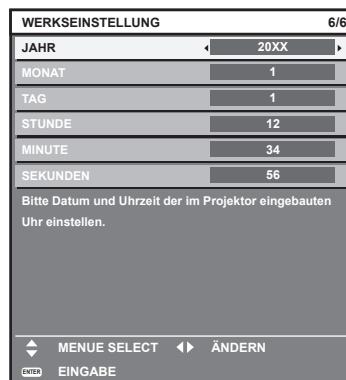 WERKSEINSTELLUNG 6/6
JAHR 20XX
MONAT 1
TAG 1
STUNDE 12
MINUTE 34
SEKUNDEN 56
Bitte Datum und Uhrzeit der im Projektor eingebauten
Uhr einstellen.
MENUE SELECT ÄNDERN
ENTER EINGABE